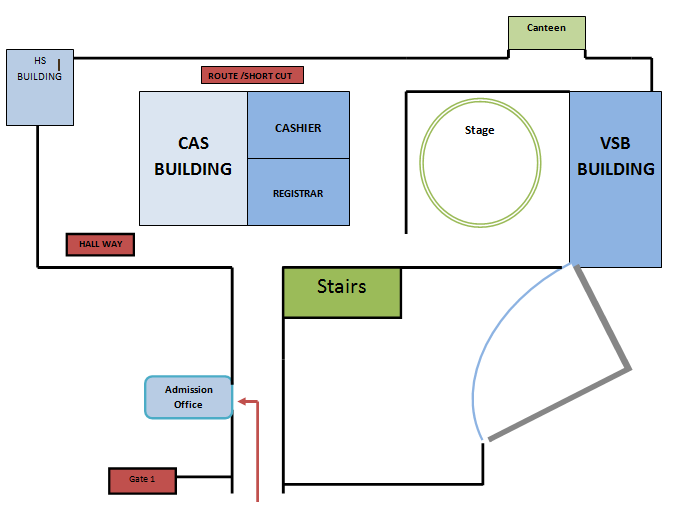 Canteen
HS
BUILDING
ROUTE /SHORT CUT
CAS
BUILDING
CASHIER
REGISTRAR
Stage
VSB
BUILDING
HALL WAY
Stairs
Admission
Office
Gate 1